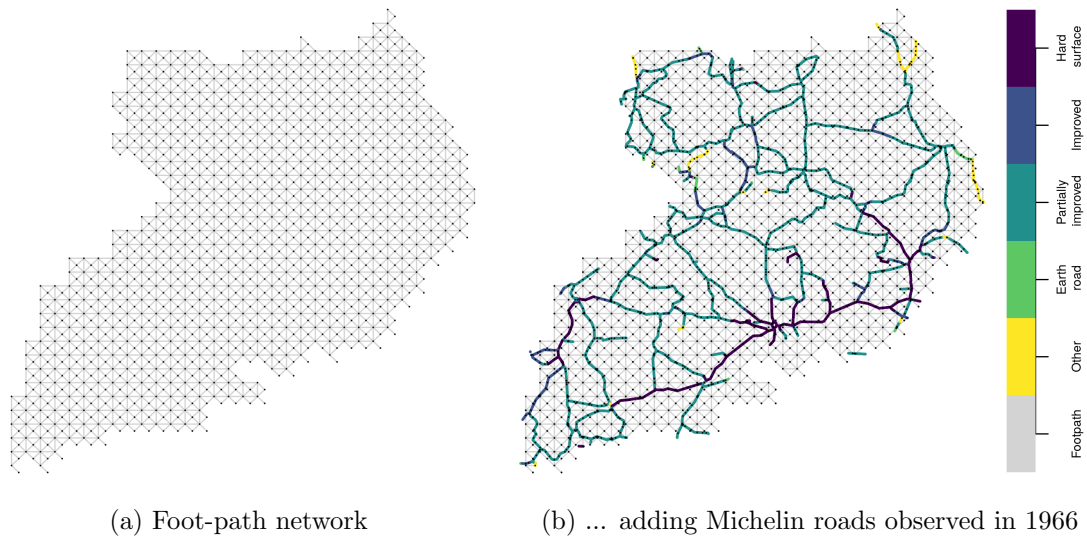 Hard
surface
Improved
Partially
improved
Earth
road
Other
Footpath
(a) Foot-path network
(b) ... adding Michelin roads observed in 1966